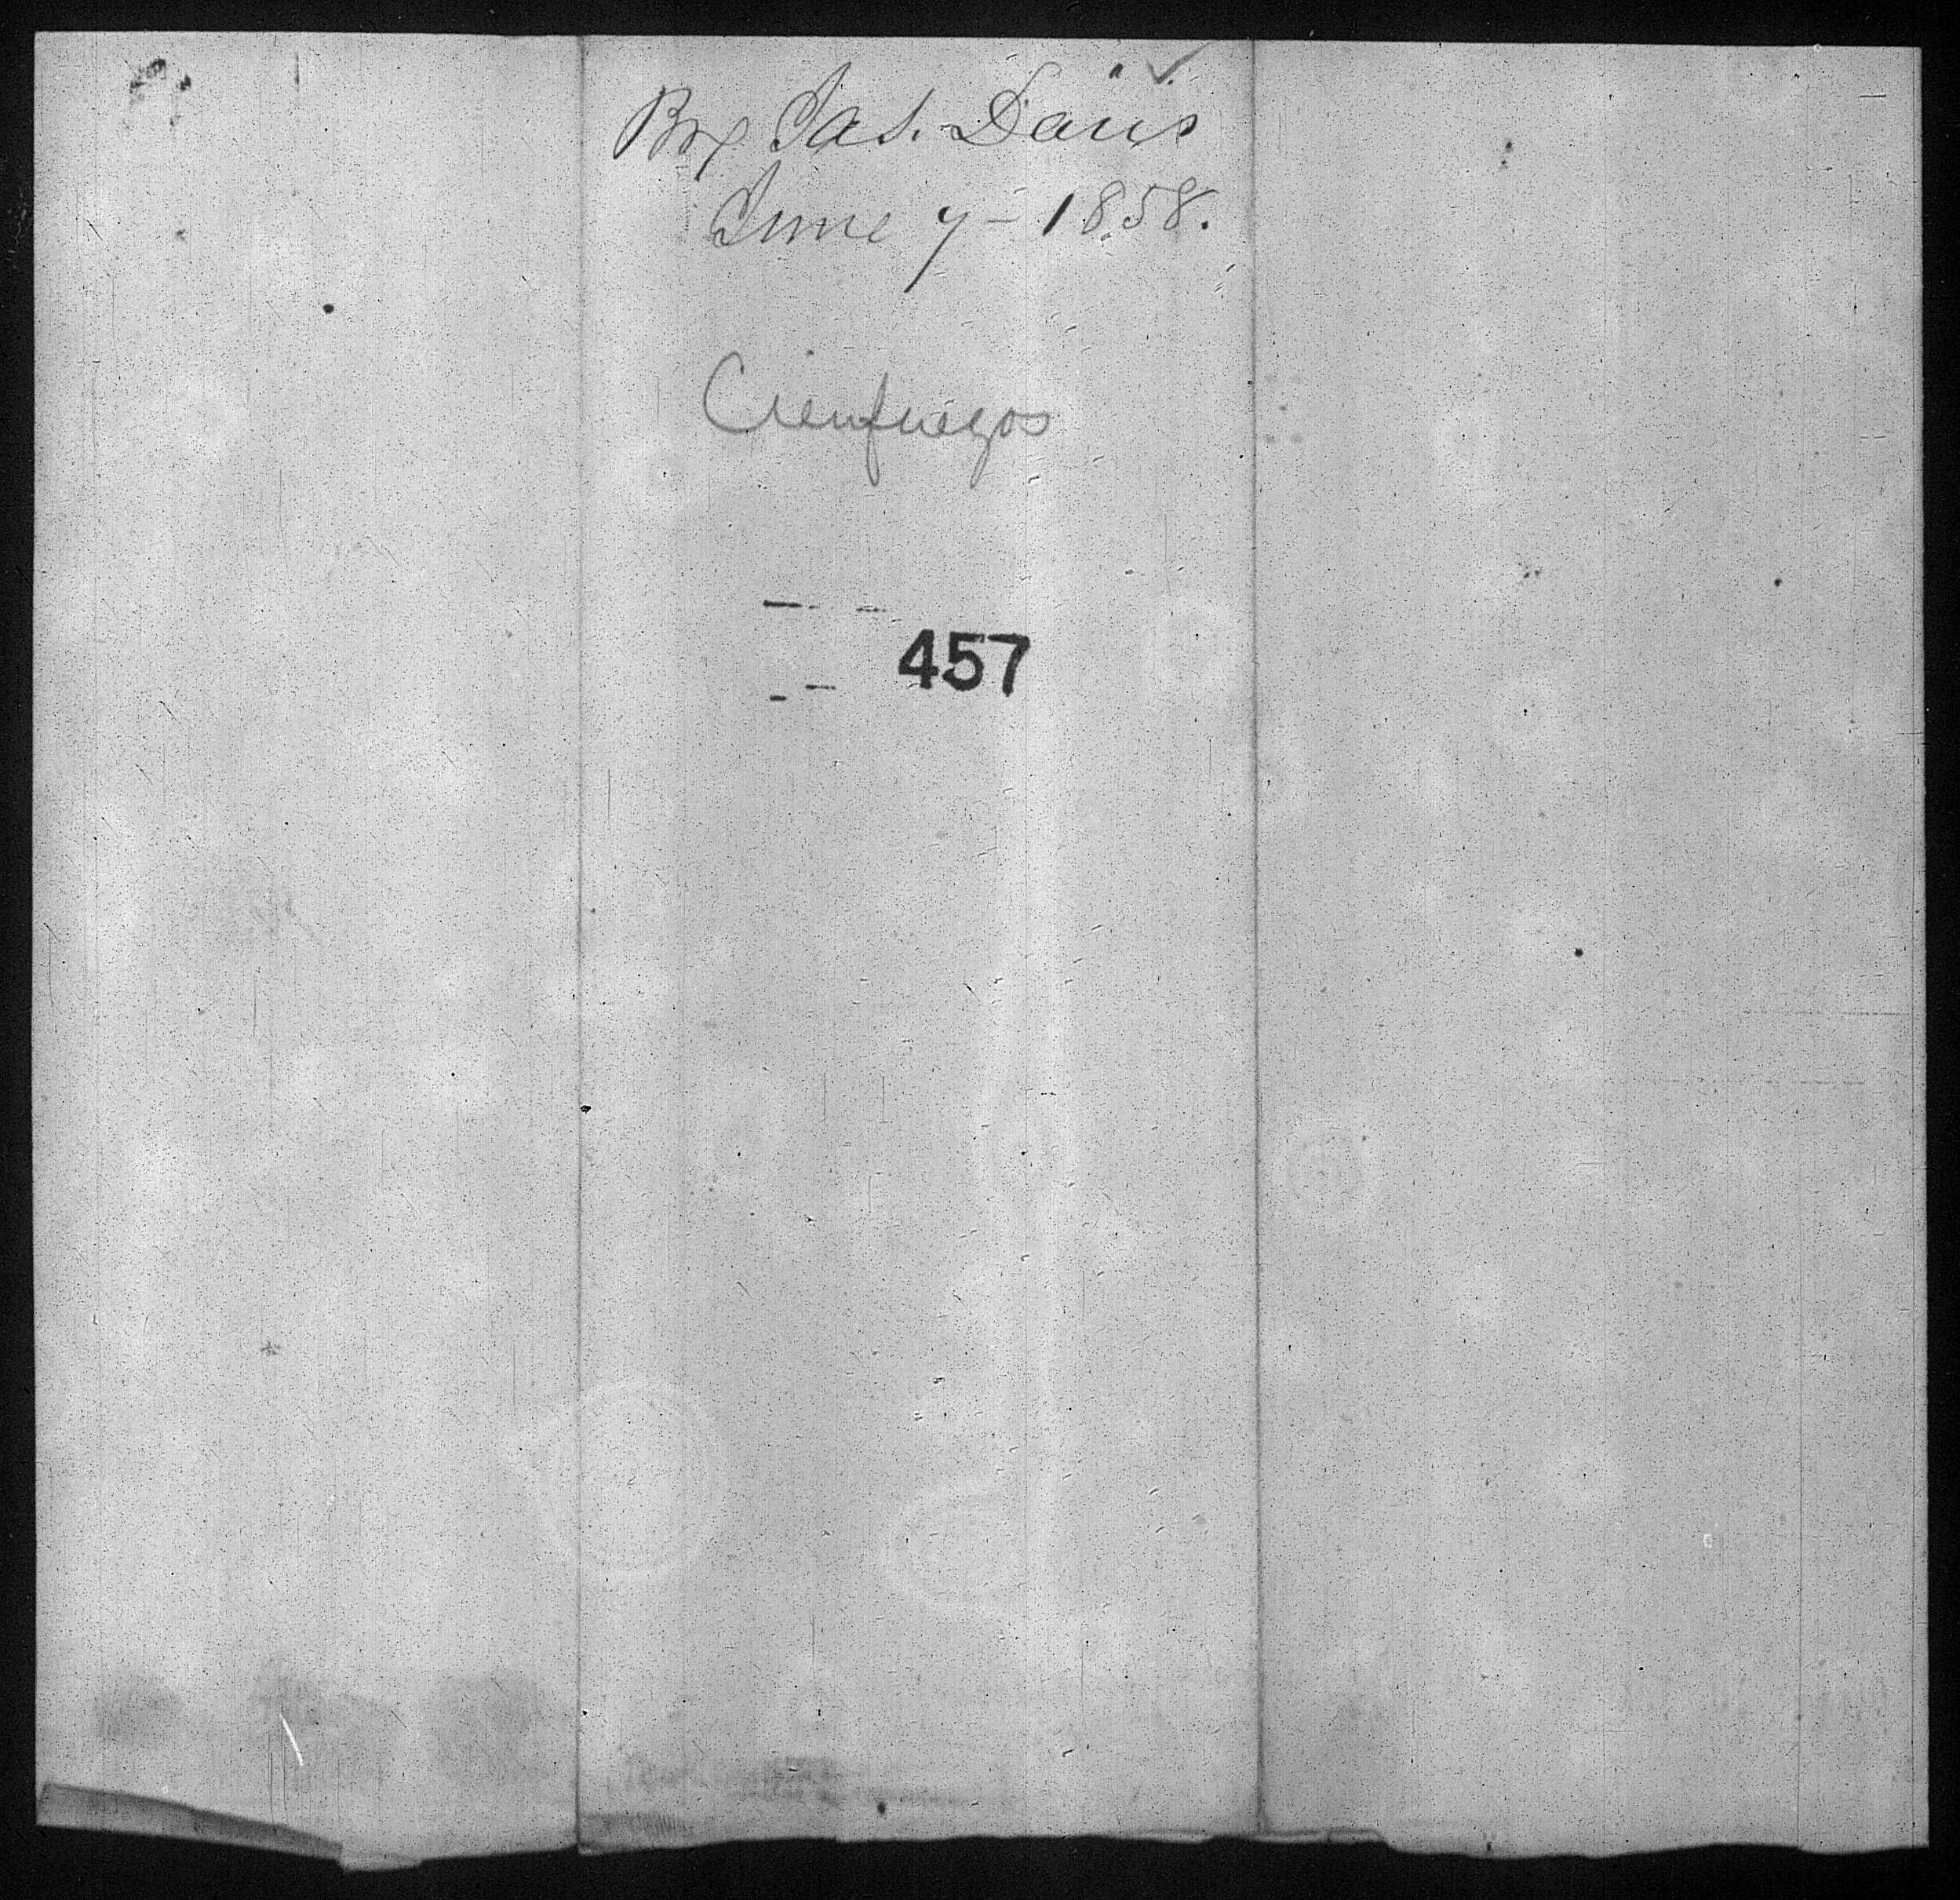 Brg Jas. Davis
June 7 - 1858.
Cienfuegos
457